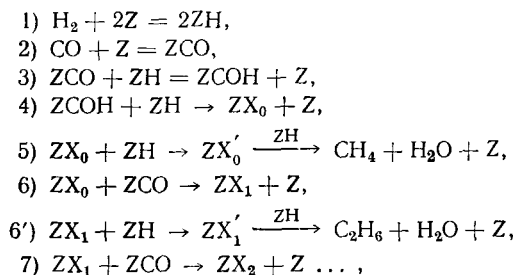 1) H₂ + 2Z = 2ZH,
2) CO + Z = ZCO,
3) ZCO + ZH = ZCOH + Z,
4) ZCOH + ZH → ZX₀ + Z,
5) ZX₀ + ZH → ZX₀′ —ZH→ CH₄ + H₂O + Z,
6) ZX₀ + ZCO → ZX₁ + Z,
6′) ZX₁ + ZH → ZX₁′ —ZH→ C₂H₆ + H₂O + Z,
7) ZX₁ + ZCO → ZX₂ + Z ... ,